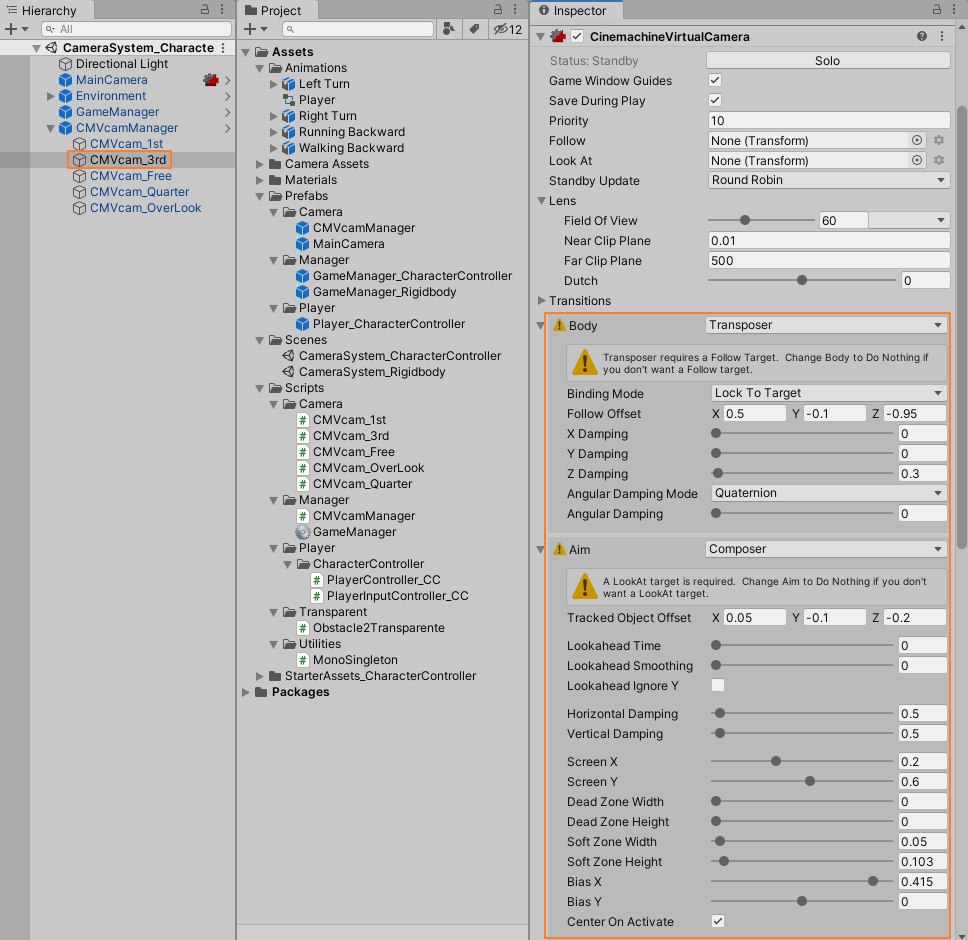 Hierarchy
All
CameraSystem_Characte
Directional Light
MainCamera
Environment
GameManager
CMVcamManager
CMVcam_1st
CMVcam_3rd
CMVcam_Free
CMVcam_Quarter
CMVcam_OverLook
Project
12
Assets
Animations
Left Turn
Player
Right Turn
Running Backward
Walking Backward
Camera Assets
Materials
Prefabs
Camera
CMVcamManager
MainCamera
Manager
GameManager_CharacterController
GameManager_Rigidbody
Player
Player_CharacterController
Scenes
CameraSystem_CharacterController
CameraSystem_Rigidbody
Scripts
Camera
CMVcam_1st
CMVcam_3rd
CMVcam_Free
CMVcam_OverLook
CMVcam_Quarter
Manager
CMVcamManager
GameManager
Player
CharacterController
PlayerController_CC
PlayerInputController_CC
Transparent
Obstacle2Transparente
Utilities
MonoSingleton
StarterAssets_CharacterController
Packages
Inspector
CinemachineVirtualCamera
Status: Standby Solo
Game Window Guides
Save During Play
Priority 10
Follow None (Transform)
Look At None (Transform)
Standby Update Round Robin
Lens
Field Of View 60
Near Clip Plane 0.01
Far Clip Plane 500
Dutch 0
Transitions
Body Transposer
Transposer requires a Follow Target. Change Body to Do Nothing if
you don't want a Follow target.
Binding Mode Lock To Target
Follow Offset X 0.5 Y -0.1 Z -0.95
X Damping 0
Y Damping 0
Z Damping 0.3
Angular Damping Mode Quaternion
Angular Damping 0
Aim Composer
A LookAt target is required. Change Aim to Do Nothing if you don't
want a LookAt target.
Tracked Object Offset X 0.05 Y -0.1 Z -0.2
Lookahead Time 0
Lookahead Smoothing 0
Lookahead Ignore Y
Horizontal Damping 0.5
Vertical Damping 0.5
Screen X 0.2
Screen Y 0.6
Dead Zone Width 0
Dead Zone Height 0
Soft Zone Width 0.05
Soft Zone Height 0.103
Bias X 0.415
Bias Y 0
Center On Activate